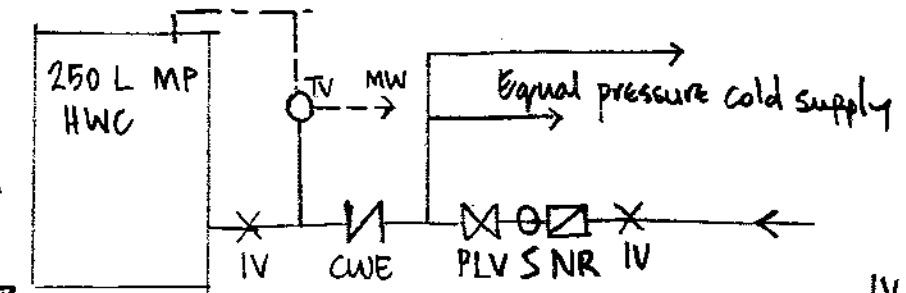 250 L MP
HWC
TV
MW
Equal pressure cold supply
IV
CWE
PLV
S
NR
IV
IV